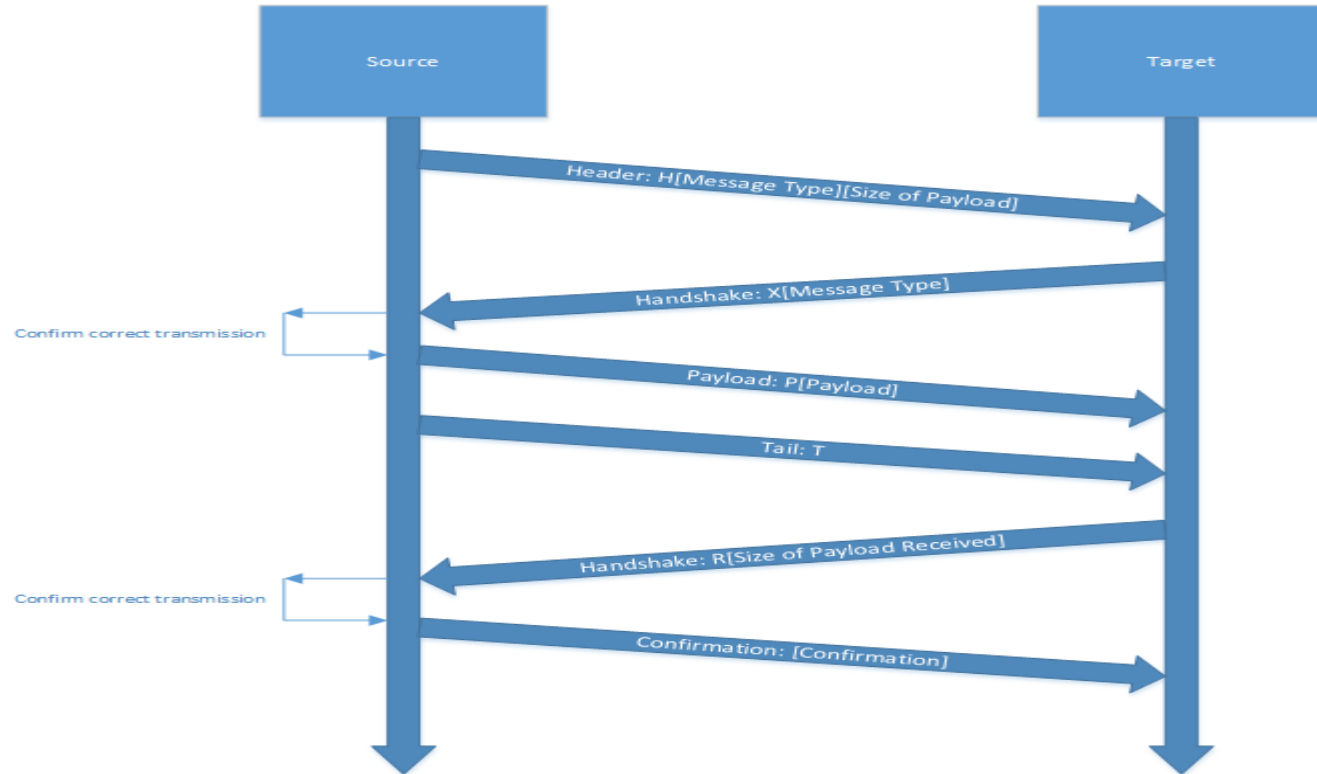 Source
Target
Header: H[Message Type][Size of Payload]
Handshake: X[Message Type]
Confirm correct transmission
Payload: P[Payload]
Tail: T
Handshake: R[Size of Payload Received]
Confirm correct transmission
Confirmation: [Confirmation]